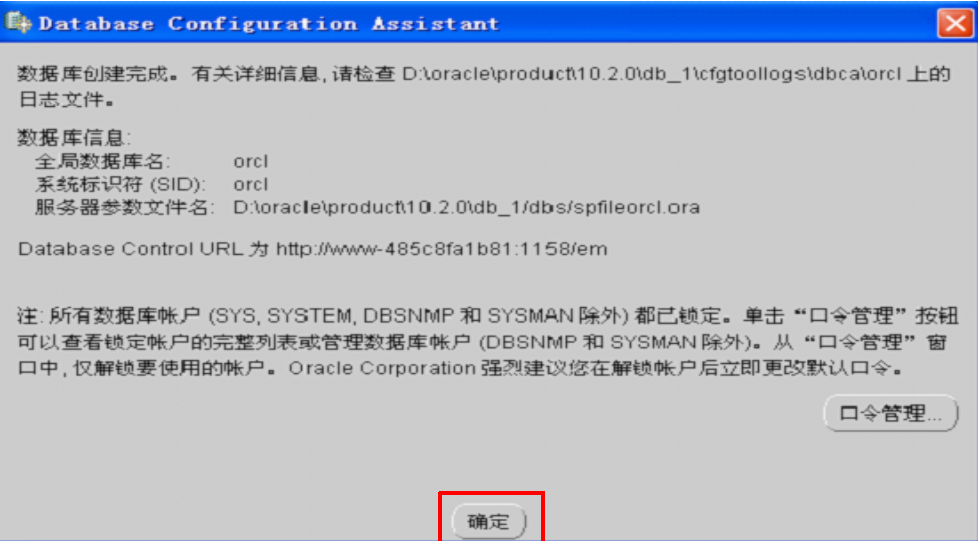 Database Configuration Assistant
数据库创建完成。有关详细信息,请检查 D:\oracle\product\10.2.0\db_1\cfgtoollogs\dbca\orcl 上的
日志文件。
数据库信息:
全局数据库名: orcl
系统标识符 (SID): orcl
服务器参数文件名: D:\oracle\product\10.2.0\db_1/dbs/spfileorcl.ora
Database Control URL 为 http://www-485c8fa1b81:1158/em
注: 所有数据库帐户 (SYS, SYSTEM, DBSNMP 和 SYSMAN 除外) 都已锁定。单击“口令管理”按钮
可以查看锁定帐户的完整列表或管理数据库帐户 (DBSNMP 和 SYSMAN 除外)。从“口令管理”窗
口中, 仅解锁要使用的帐户。Oracle Corporation 强烈建议您在解锁帐户后立即更改默认口令。
口令管理...
确定